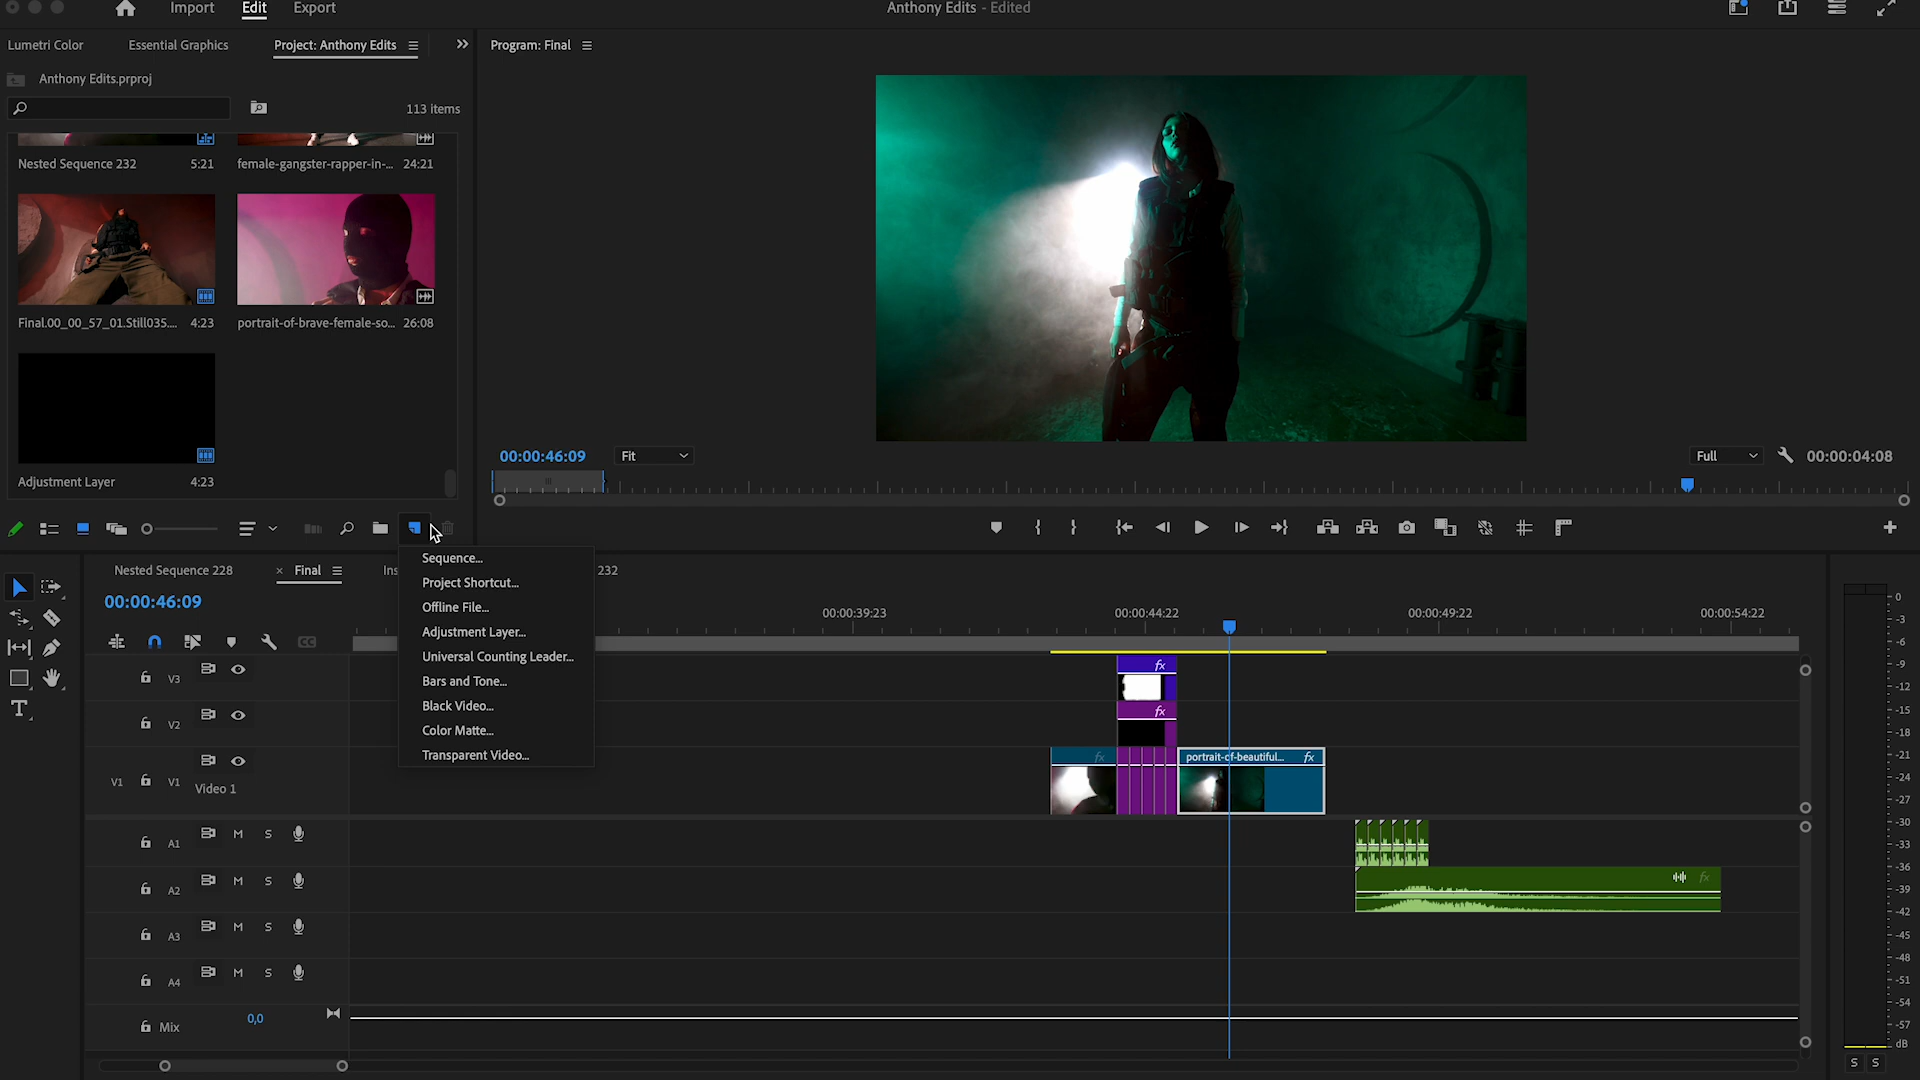 Import Edit Export
Anthony Edits - Edited
Lumetri Color Essential Graphics Project: Anthony Edits
Program: Final
Anthony Edits.prproj
113 items
Nested Sequence 232 5:21
female-gangster-rapper-in-... 24:21
Final.00_00_57_01.Still035.... 4:23
portrait-of-brave-female-so... 26:08
Adjustment Layer 4:23
00:00:46:09 Fit Full 00:00:04:08
Sequence...
Project Shortcut...
Offline File...
Adjustment Layer...
Universal Counting Leader...
Bars and Tone...
Black Video...
Color Matte...
Transparent Video...
Nested Sequence 228 × Final Ins 232
00:00:46:09
00:00:39:23 00:00:44:22 00:00:49:22 00:00:54:22
CC
V3 fx
V2 fx
V1 V1 Video 1 fx portrait-of-beautiful... fx
A1 M S
A2 M S fx
A3 M S
A4 M S
Mix 0,0
0
-3
-6
-9
-12
-15
-18
-21
-24
-27
-30
-33
-36
-39
-42
-45
-48
-51
-54
-57
dB
S S